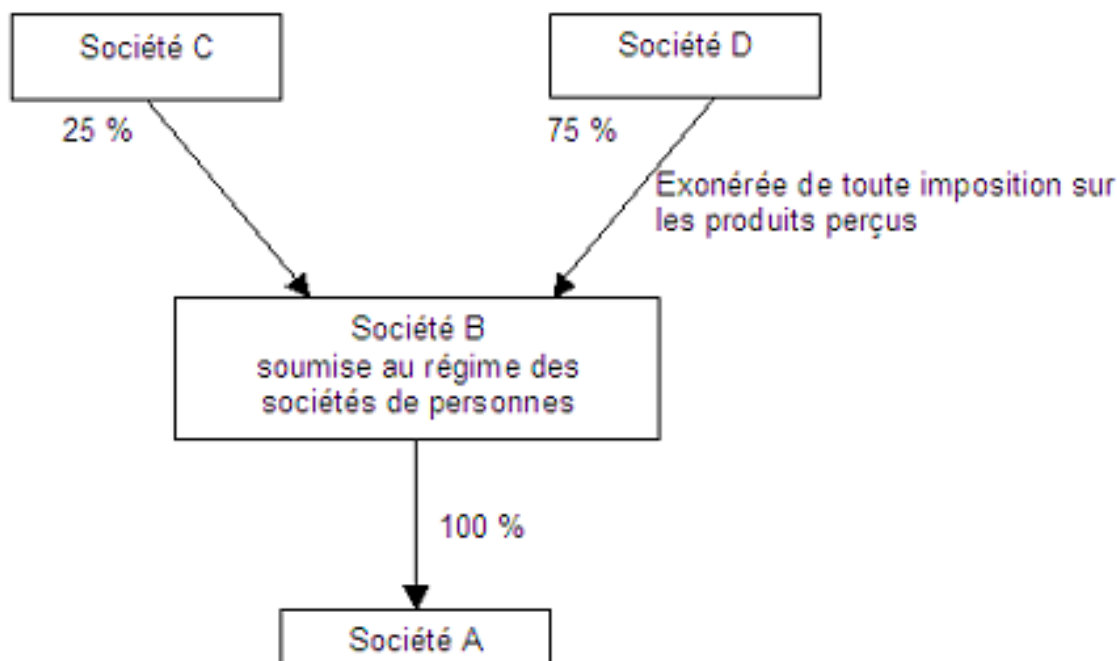 Société C
Société D
25 %
75 %
Exonérée de toute imposition sur
les produits perçus
Société B
soumise au régime des
sociétés de personnes
100 %
Société A